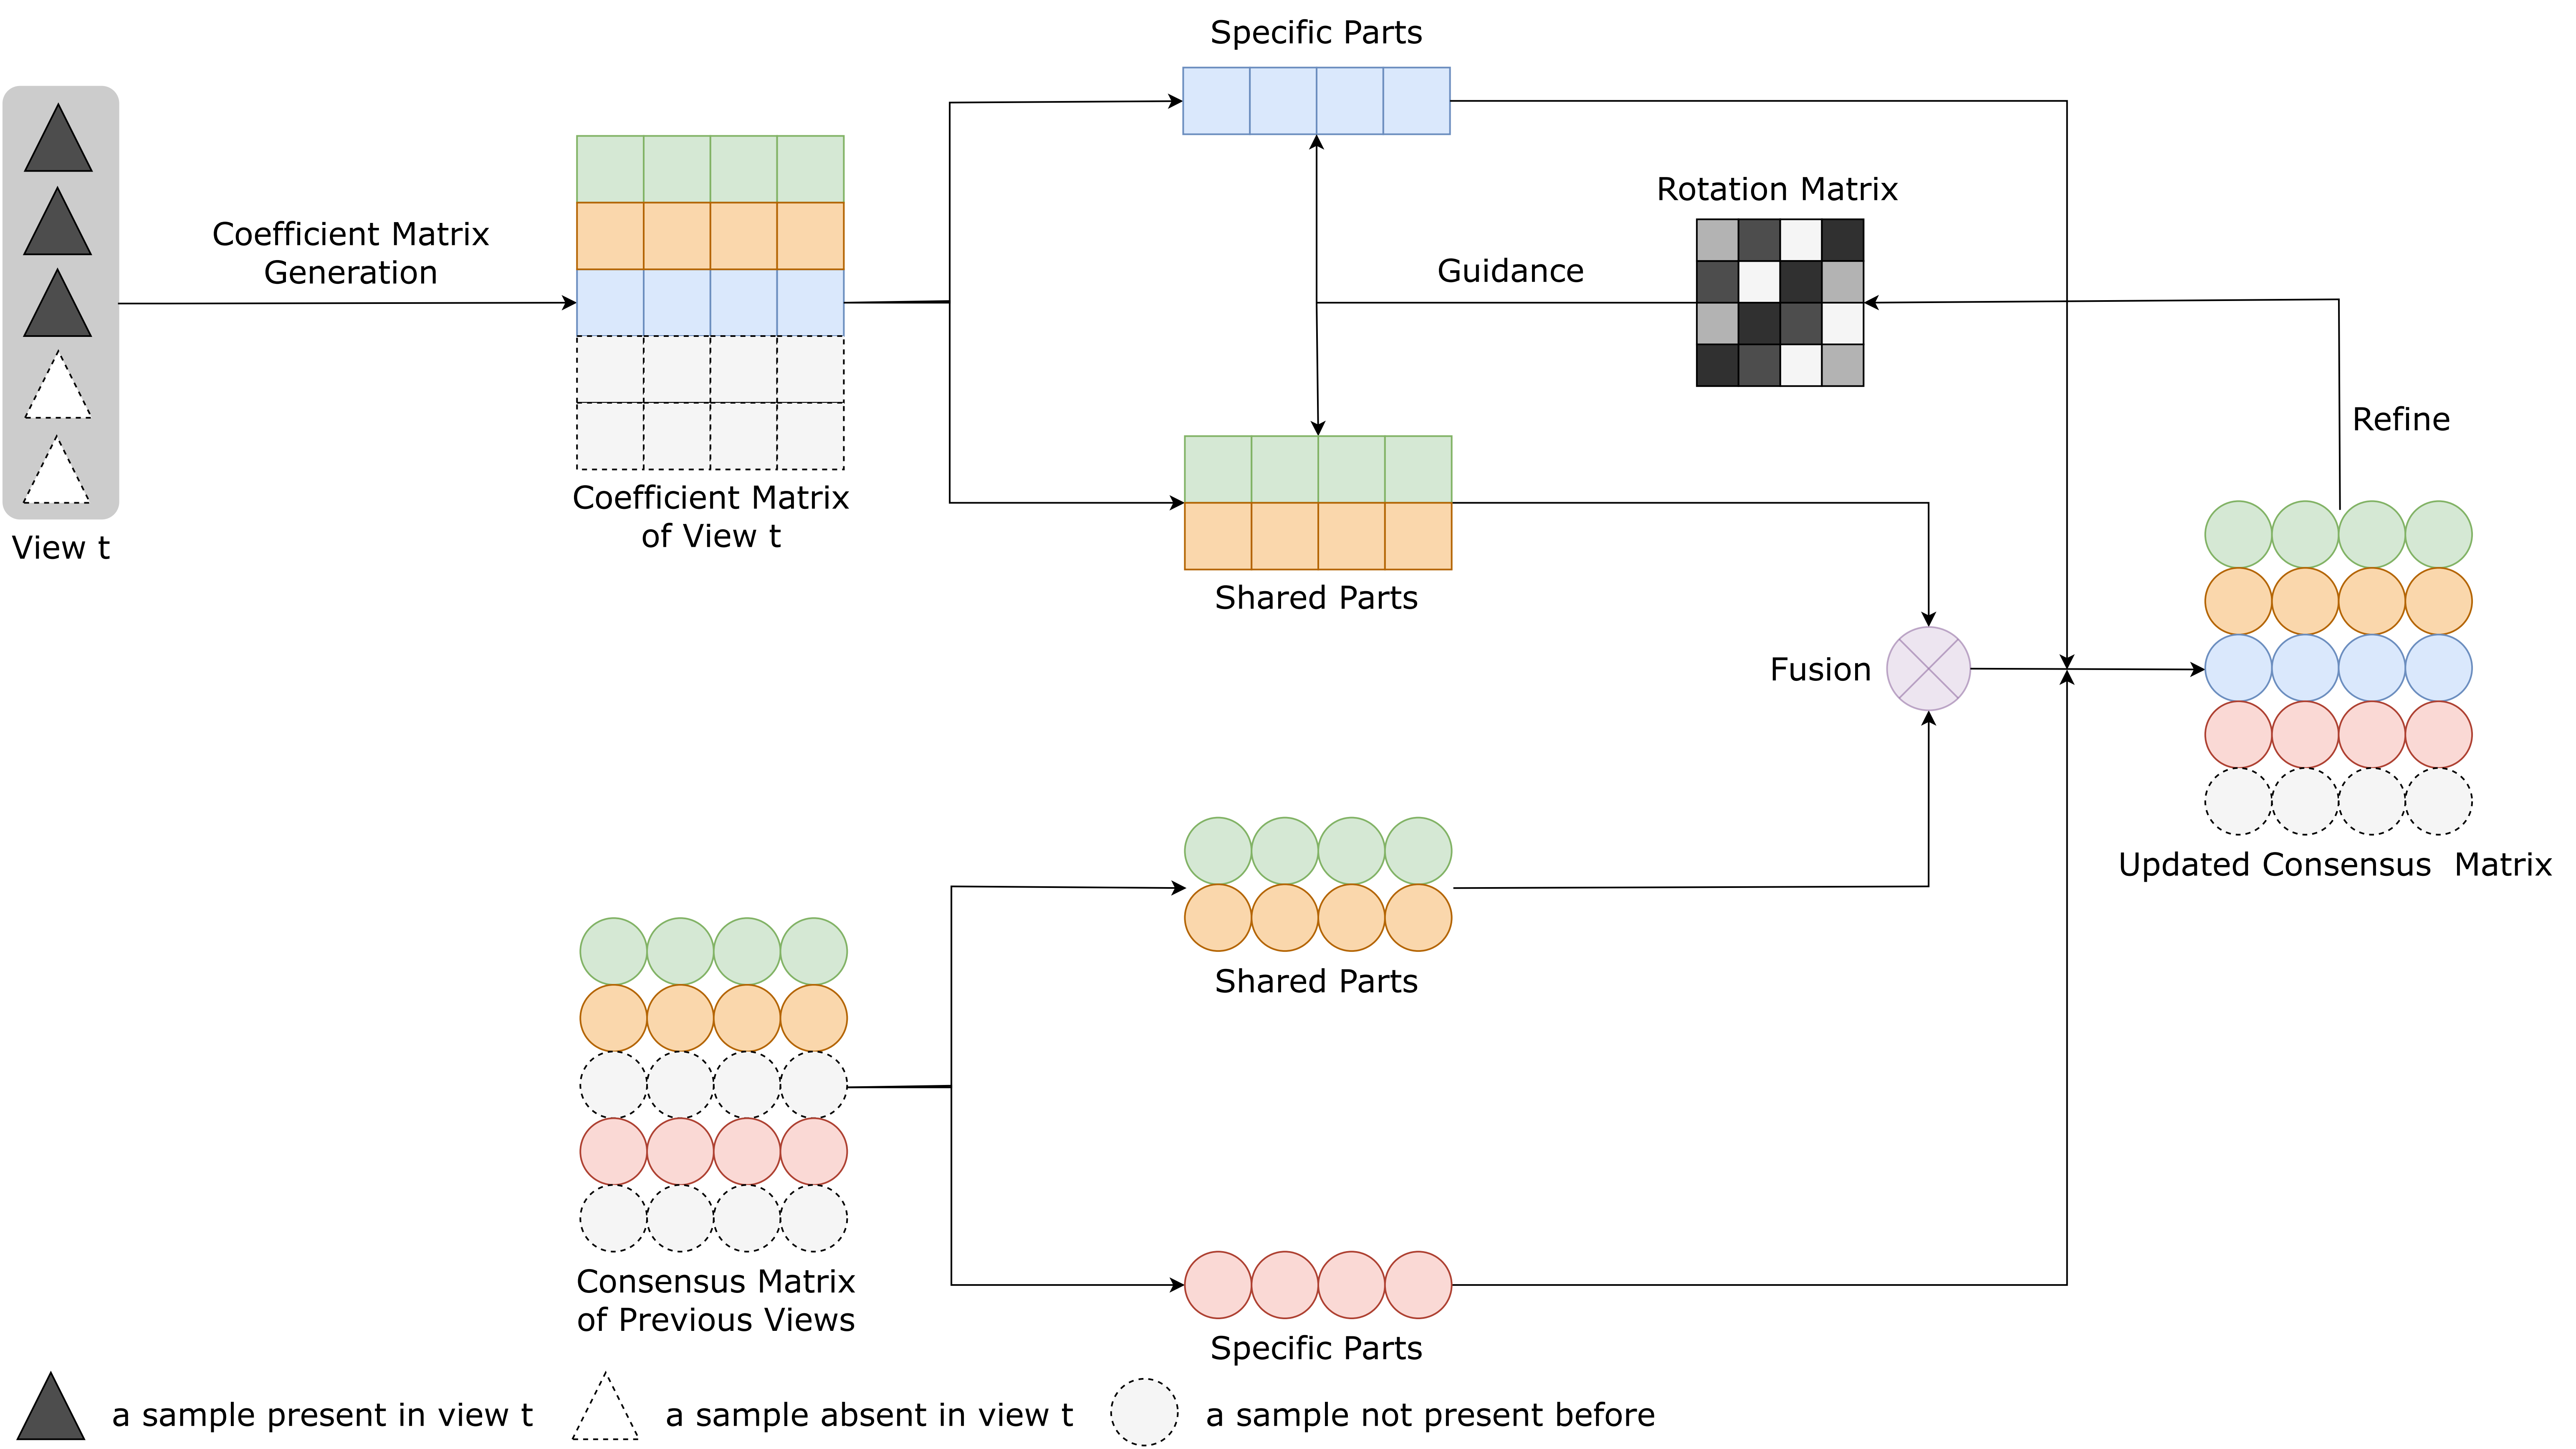 Specific Parts
Rotation Matrix
Coefficient Matrix
Generation
Guidance
Refine
Coefficient Matrix
of View t
View t
Shared Parts
Fusion
Updated Consensus  Matrix
Shared Parts
Consensus Matrix
of Previous Views
Specific Parts
a sample present in view t
a sample absent in view t
a sample not present before